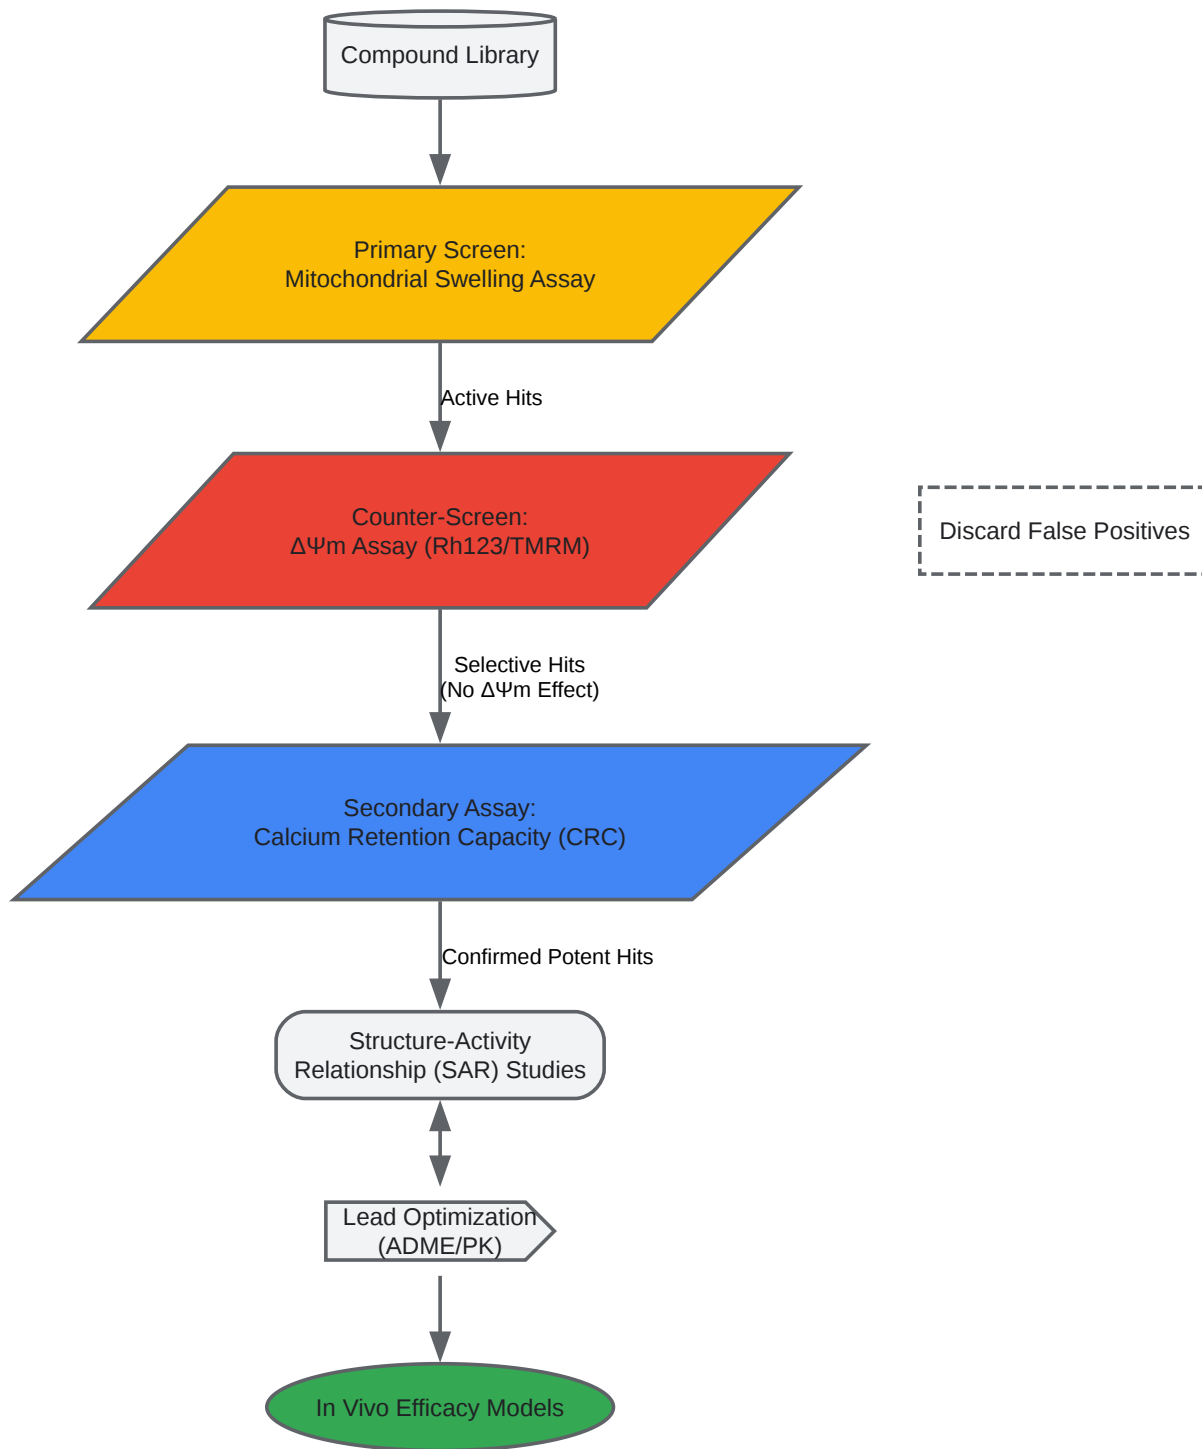 Compound Library
Primary Screen:
Mitochondrial Swelling Assay
Active Hits
Counter-Screen:
ΔΨm Assay (Rh123/TMRM)
Discard False Positives
Selective Hits
(No ΔΨm Effect)
Secondary Assay:
Calcium Retention Capacity (CRC)
Confirmed Potent Hits
Structure-Activity
Relationship (SAR) Studies
Lead Optimization
(ADME/PK)
In Vivo Efficacy Models